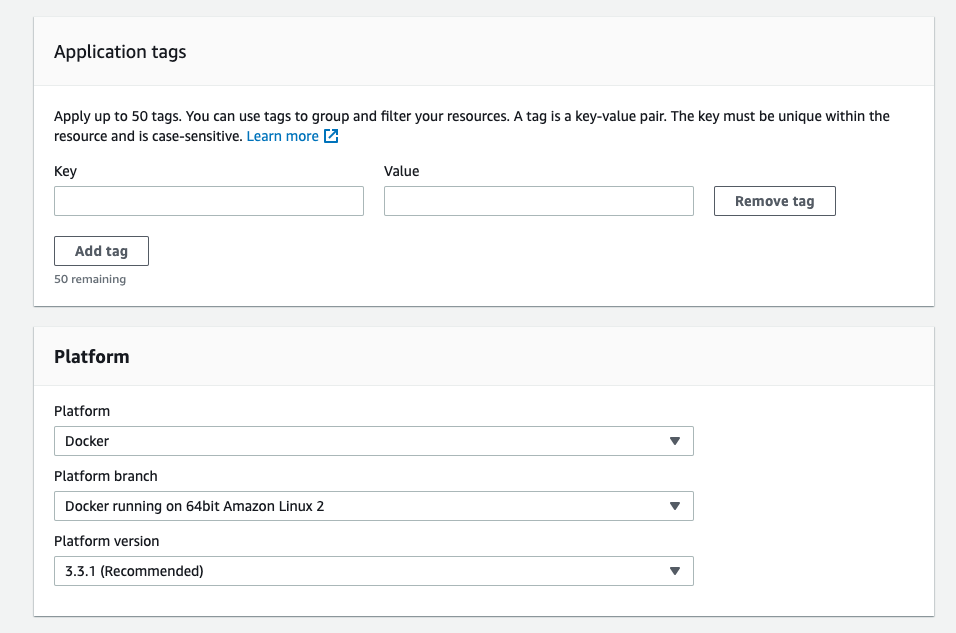 Application tags
Apply up to 50 tags. You can use tags to group and filter your resources. A tag is a key-value pair. The key must be unique within the
resource and is case-sensitive. Learn more
Key
Value
Remove tag
Add tag
50 remaining
Platform
Platform
Docker
Platform branch
Docker running on 64bit Amazon Linux 2
Platform version
3.3.1 (Recommended)